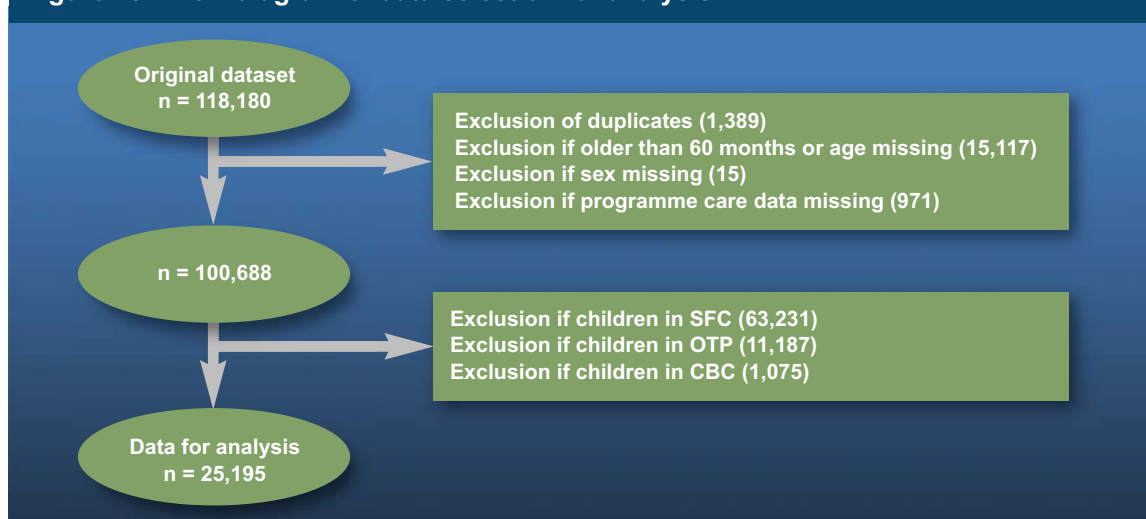 Original dataset
n = 118,180
Exclusion of duplicates (1,389)
Exclusion if older than 60 months or age missing (15,117)
Exclusion if sex missing (15)
Exclusion if programme care data missing (971)
n = 100,688
Exclusion if children in SFC (63,231)
Exclusion if children in OTP (11,187)
Exclusion if children in CBC (1,075)
Data for analysis
n = 25,195